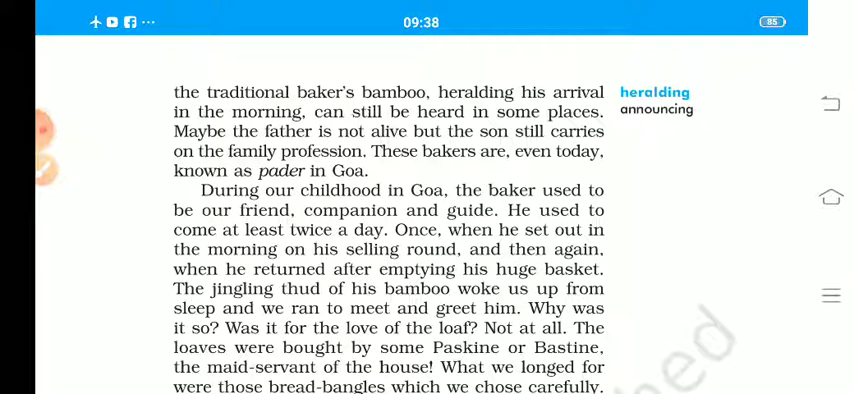 09:38
85
the traditional baker's bamboo, heralding his arrival
in the morning, can still be heard in some places.
Maybe the father is not alive but the son still carries
on the family profession. These bakers are, even today,
known as pader in Goa.
During our childhood in Goa, the baker used to
be our friend, companion and guide. He used to
come at least twice a day. Once, when he set out in
the morning on his selling round, and then again,
when he returned after emptying his huge basket.
The jingling thud of his bamboo woke us up from
sleep and we ran to meet and greet him. Why was
it so? Was it for the love of the loaf? Not at all. The
loaves were bought by some Paskine or Bastine,
the maid-servant of the house! What we longed for
were those bread-bangles which we chose carefully.
heralding
announcing
hed